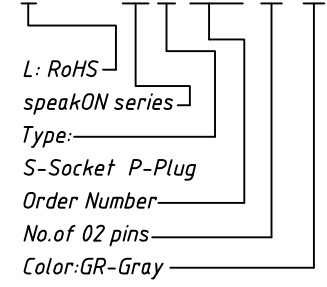 L: RoHS
speakON series
Type:
S-Socket P-Plug
Order Number
No.of 02 pins
Color:GR-Gray